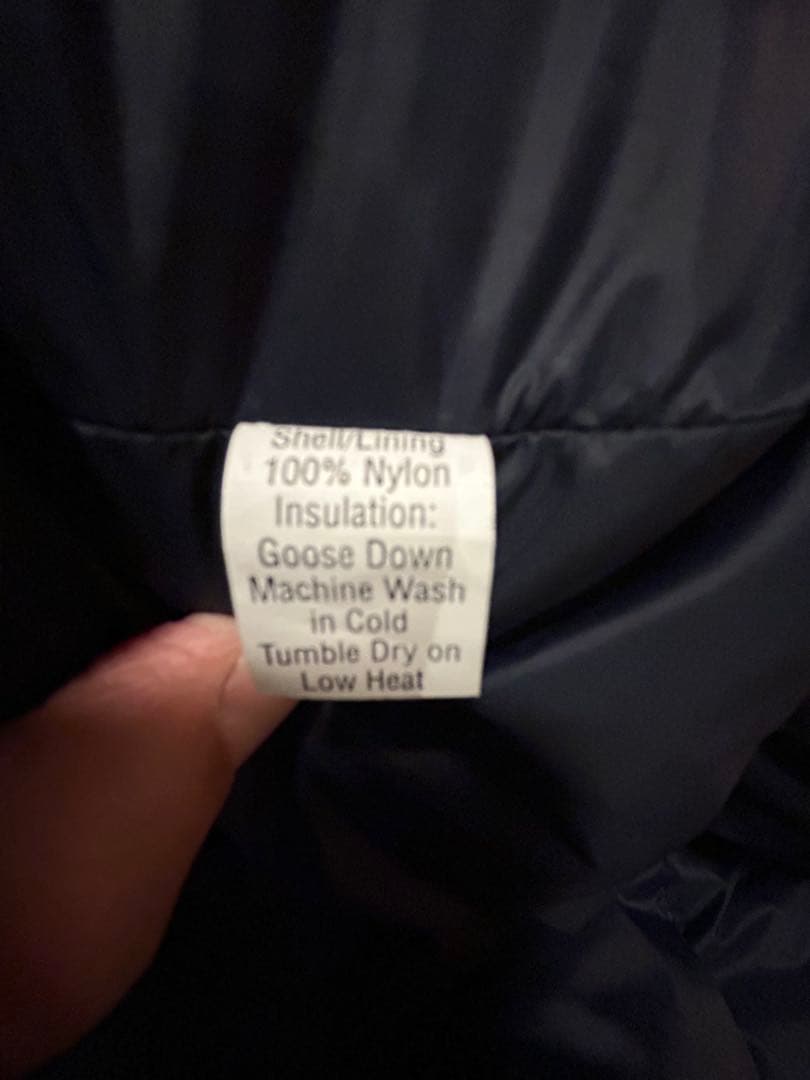 Shell/Lining
100% Nylon
Insulation:
Goose Down
Machine Wash
in Cold
Tumble Dry on
Low Heat